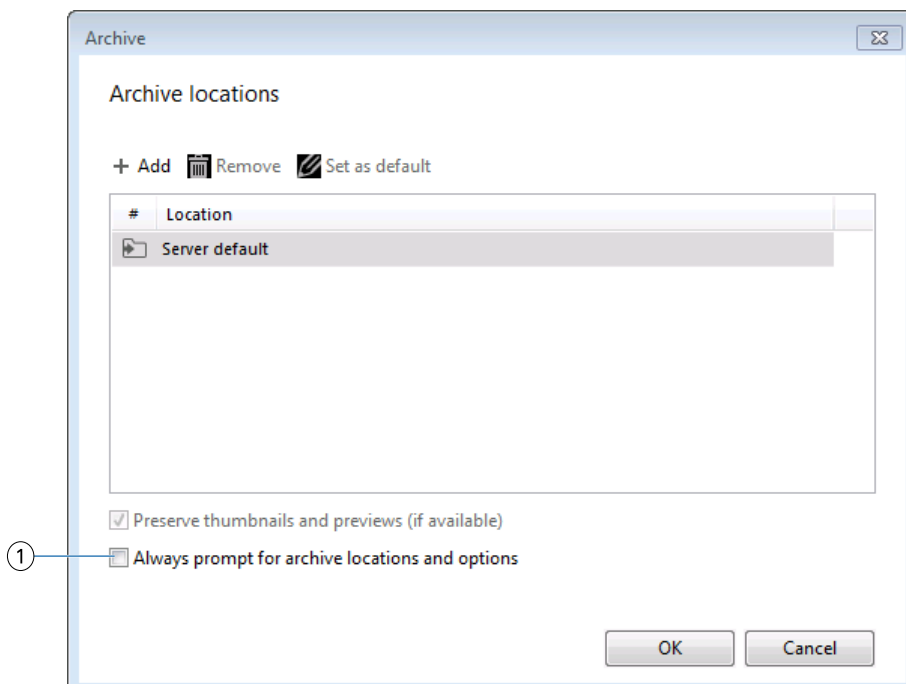 Archive
Archive locations
+ Add Remove Set as default
# Location
Server default
Preserve thumbnails and previews (if available)
1 Always prompt for archive locations and options
OK Cancel